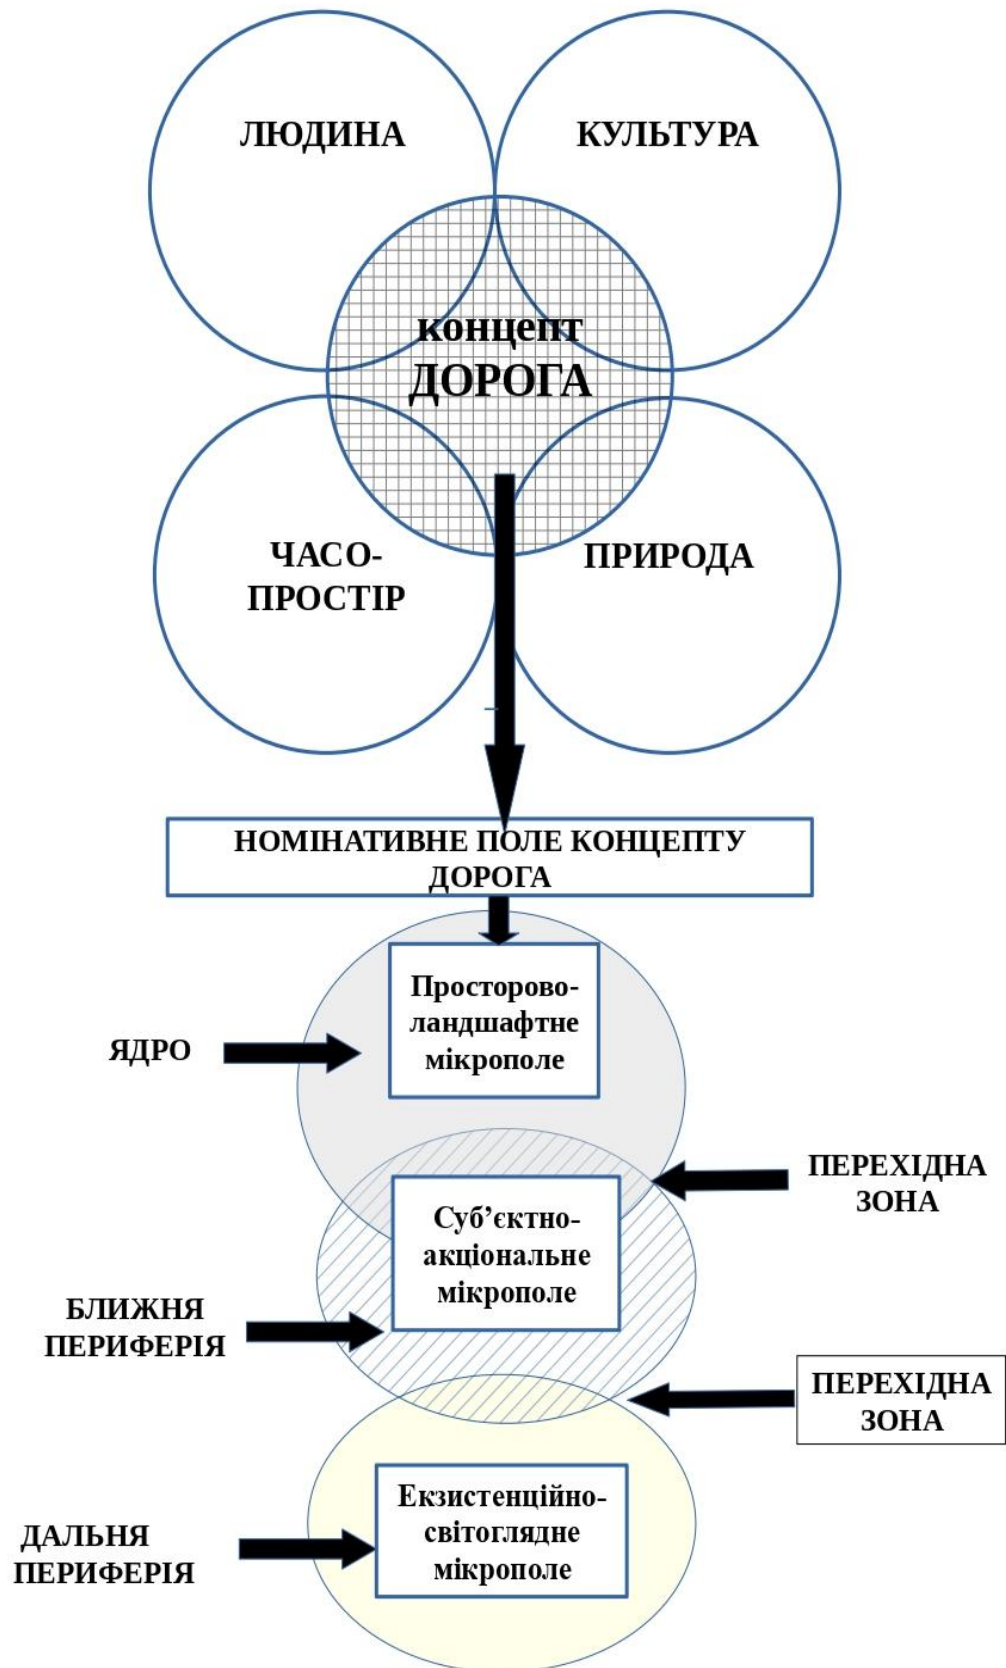 ЛЮДИНА
КУЛЬТУРА
концепт
ДОРОГА
ЧАСО-
ПРОСТІР
ПРИРОДА
НОМІНАТИВНЕ ПОЛЕ КОНЦЕПТУ
ДОРОГА
Просторово-
ландшафтне
мікрополе
ЯДРО
ПЕРЕХІДНА
ЗОНА
Суб’єктно-
акціональне
мікрополе
БЛИЖНЯ
ПЕРИФЕРІЯ
ПЕРЕХІДНА
ЗОНА
Екзистенційно-
світоглядне
мікрополе
ДАЛЬНЯ
ПЕРИФЕРІЯ